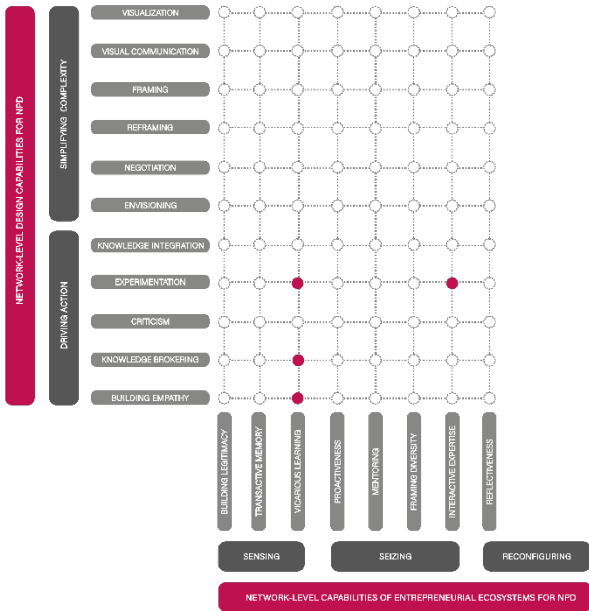 NETWORK-LEVEL DESIGN CAPABILITIES FOR NPD
SIMPLIFYING COMPLEXITY
VISUALIZATION
VISUAL COMMUNICATION
FRAMING
REFRAMING
NEGOTIATION
ENVISIONING
DRIVING ACTION
KNOWLEDGE INTEGRATION
EXPERIMENTATION
CRITICISM
KNOWLEDGE BROKERING
BUILDING EMPATHY
BUILDING LEGITIMACY
TRANSACTIVE MEMORY
VICARIOUS LEARNING
PROACTIVENESS
MENTORING
FRAMING DIVERSITY
INTERACTIVE EXPERTISE
REFLECTIVENESS
SENSING
SEIZING
RECONFIGURING
NETWORK-LEVEL CAPABILITIES OF ENTREPRENEURIAL ECOSYSTEMS FOR NPD